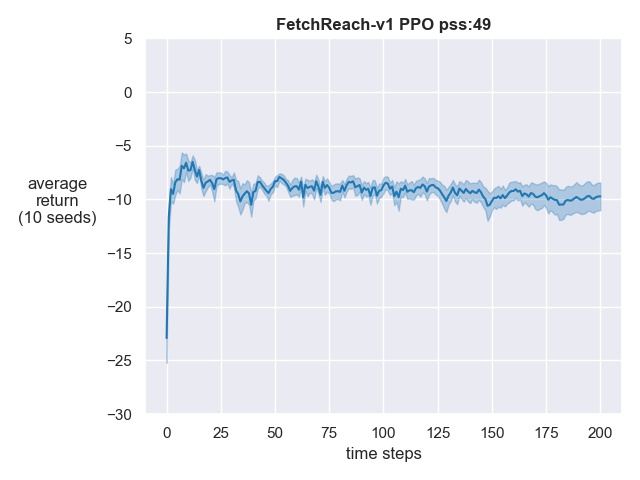 FetchReach-v1 PPO pss:49
5
0
−5
−10
−15
−20
−25
−30
average
return
(10 seeds)
0 25 50 75 100 125 150 175 200
time steps